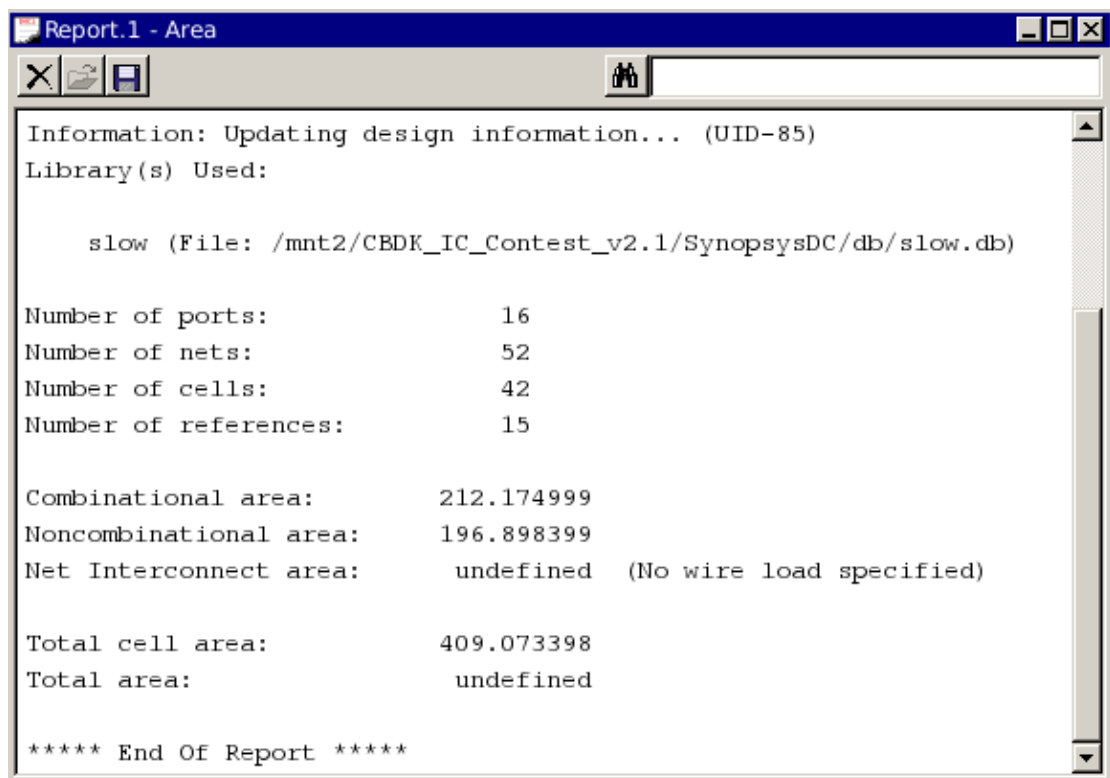 Report.1 - Area
Information: Updating design information... (UID-85)
Library(s) Used:
slow (File: /mnt2/CBDK_IC_Contest_v2.1/SynopsysDC/db/slow.db)
Number of ports: 16
Number of nets: 52
Number of cells: 42
Number of references: 15
Combinational area: 212.174999
Noncombinational area: 196.898399
Net Interconnect area: undefined (No wire load specified)
Total cell area: 409.073398
Total area: undefined
***** End Of Report *****